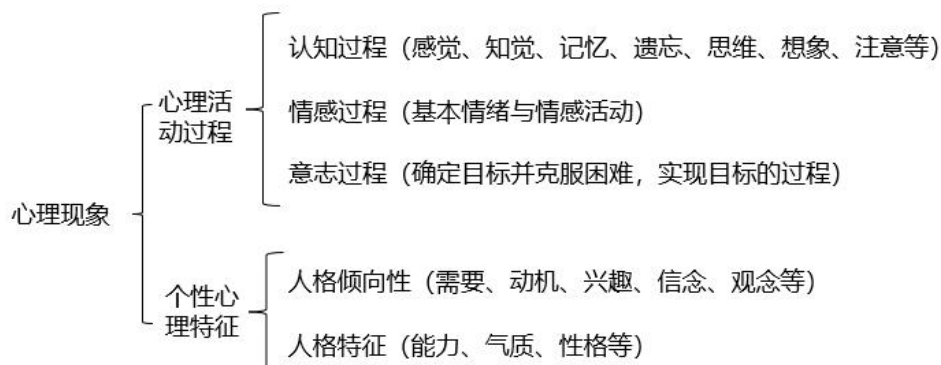 认知过程（感觉、知觉、记忆、遗忘、思维、想象、注意等）
心理活
动过程
情感过程（基本情绪与情感活动）
意志过程（确定目标并克服困难，实现目标的过程）
心理现象
人格倾向性（需要、动机、兴趣、信念、观念等）
个性心
理特征
人格特征（能力、气质、性格等）